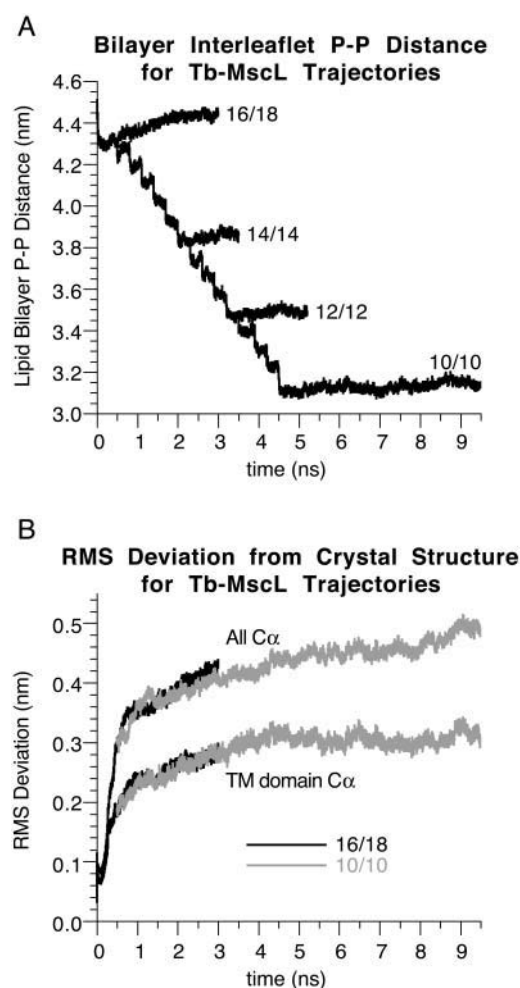 A
Bilayer Interleaflet P-P Distance
for Tb-MscL Trajectories
Lipid Bilayer P-P Distance (nm)
4.6
4.4
4.2
4.0
3.8
3.6
3.4
3.2
3.0
16/18
14/14
12/12
10/10
0 1 2 3 4 5 6 7 8 9
time (ns)
B
RMS Deviation from Crystal Structure
for Tb-MscL Trajectories
RMS Deviation (nm)
0.5
0.4
0.3
0.2
0.1
0.0
All Cα
TM domain Cα
16/18
10/10
0 1 2 3 4 5 6 7 8 9
time (ns)